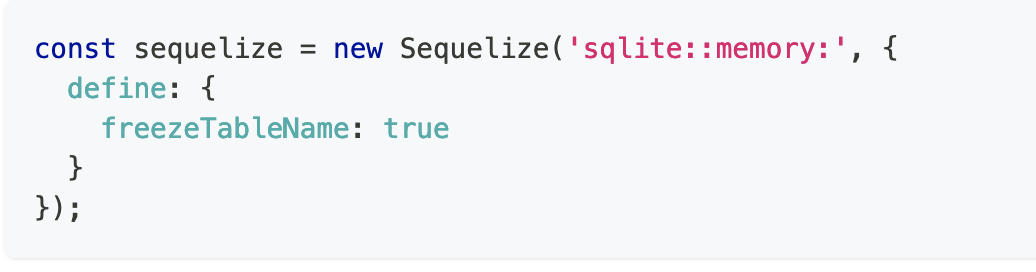 const sequelize = new Sequelize('sqlite::memory:', {
  define: {
    freezeTableName: true
  }
});